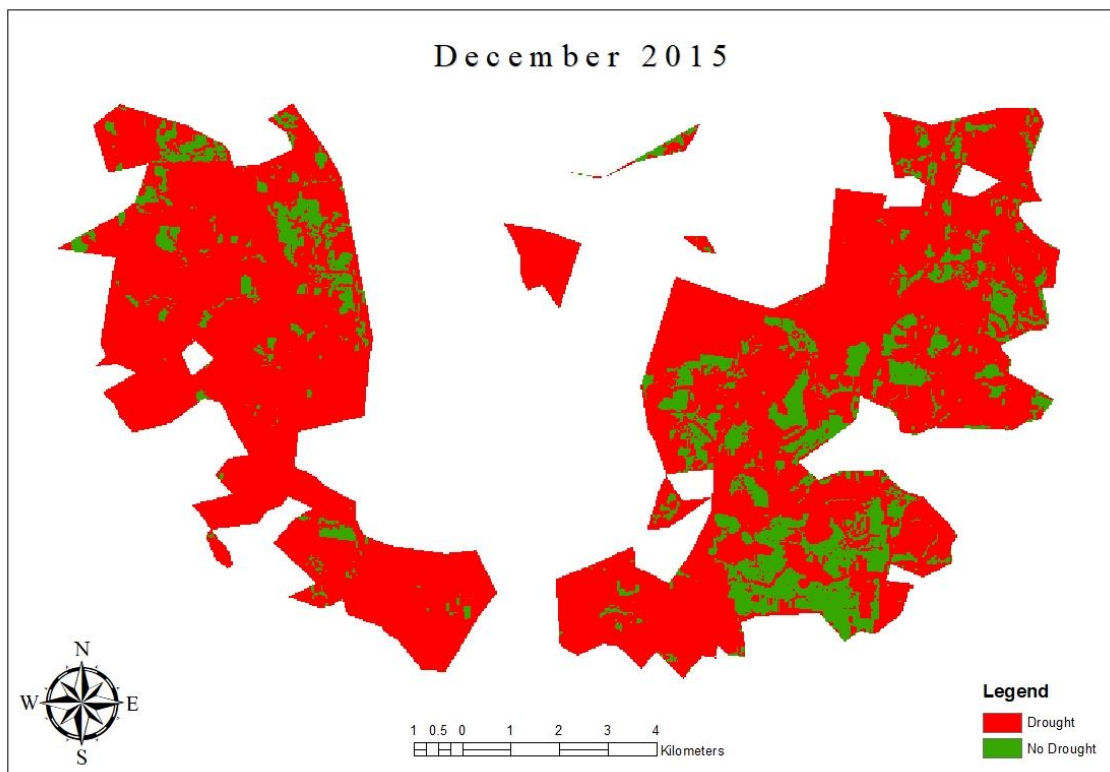 December 2015
N
W E
S
1 0.5 0 1 2 3 4
Kilometers
Legend
Drought
No Drought